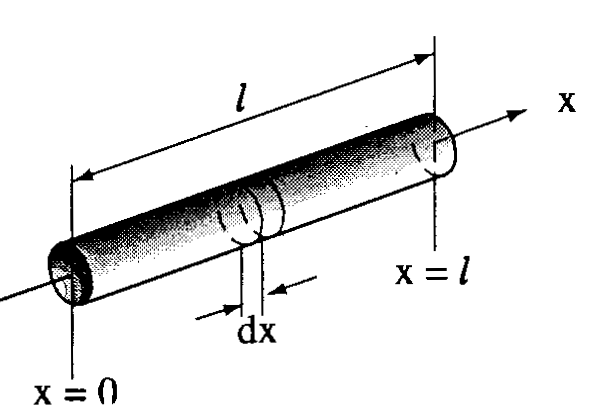 l
x
x = l
dx
x = 0